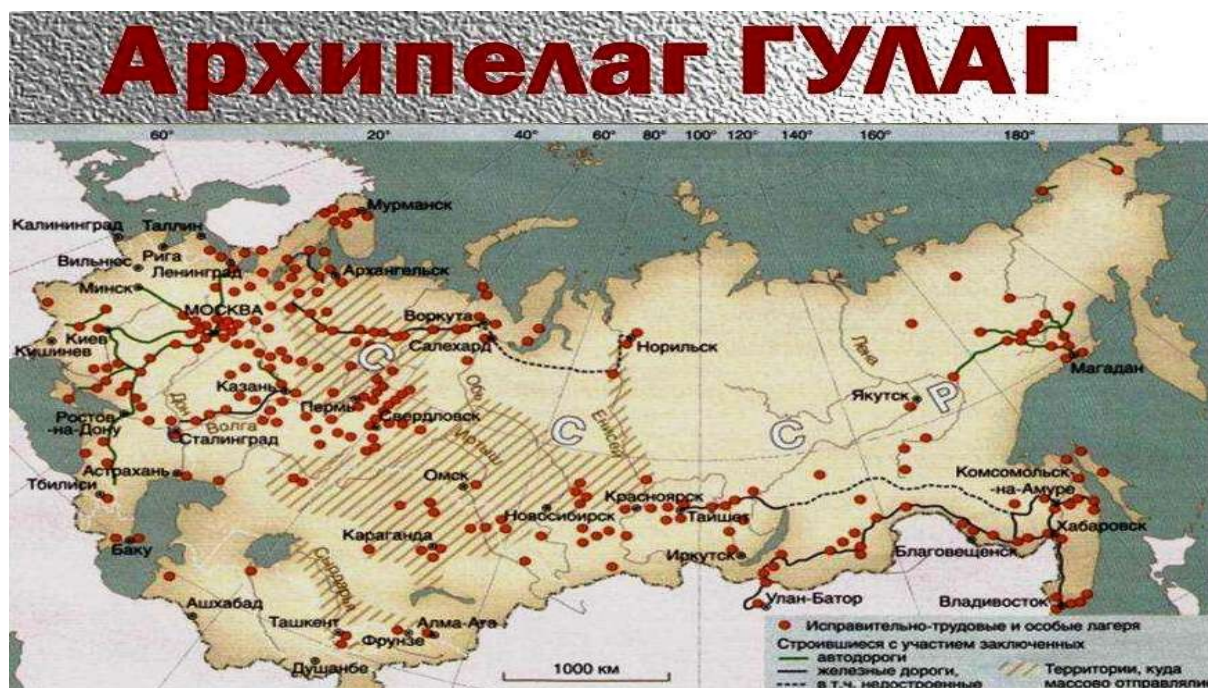 Архипелаг ГУЛАГ
60° 20° 40° 60° 80° 100° 120° 140° 160° 180°
Мурманск
Калининград
Таллин
Рига
Вильнюс
Ленинград
Архангельск
Минск
МОСКВА
Воркута
Киев
Кишинев
Салехард
Норильск
Лена
Магадан
С
Обь
Казань
Пермь
Якутск
Р
Ростов
-на-Дону
Дон
Волга
Свердловск
Сталинград
Иртыш
С
Енисей
С
Астрахань
Омск
Комсомольск-
-на-Амуре
Тбилиси
Новосибирск
Красноярск
Тайшет
Хабаровск
Караганда
Баку
Иркутск
Благовещенск
Сырдарья
Ашхабад
Улан-Батор
Владивосток
Ташкент
Фрунзе
Алма-Ата
Душанбе
1000 км
Исправительно-трудовые и особые лагеря
Строившиеся с участием заключенных
автодороги
железные дороги,
в т.ч. недостроенные
Территории, куда
массово отправляли